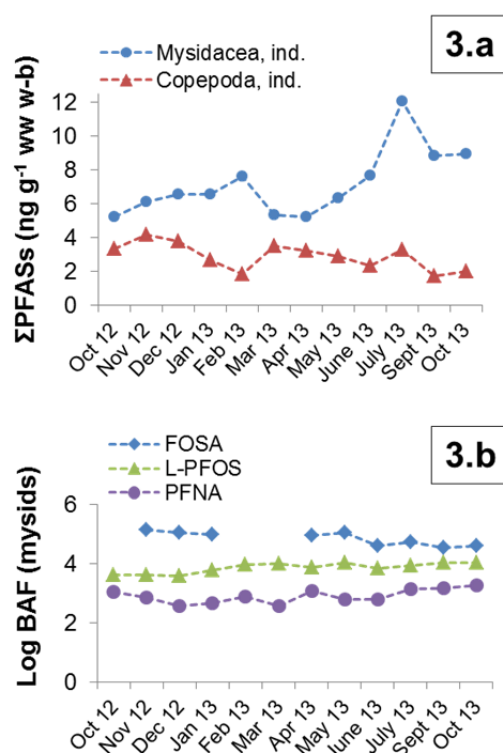 3.a
Mysidacea, ind.
Copepoda, ind.
ΣPFASs (ng g⁻¹ ww w-b)
12
10
8
6
4
2
0
Oct 12
Nov 12
Dec 12
Jan 13
Feb 13
Mar 13
Apr 13
May 13
June 13
July 13
Sept 13
Oct 13
3.b
FOSA
L-PFOS
PFNA
Log BAF (mysids)
6
4
2
0
Oct 12
Nov 12
Dec 12
Jan 13
Feb 13
Mar 13
Apr 13
May 13
June 13
July 13
Sept 13
Oct 13